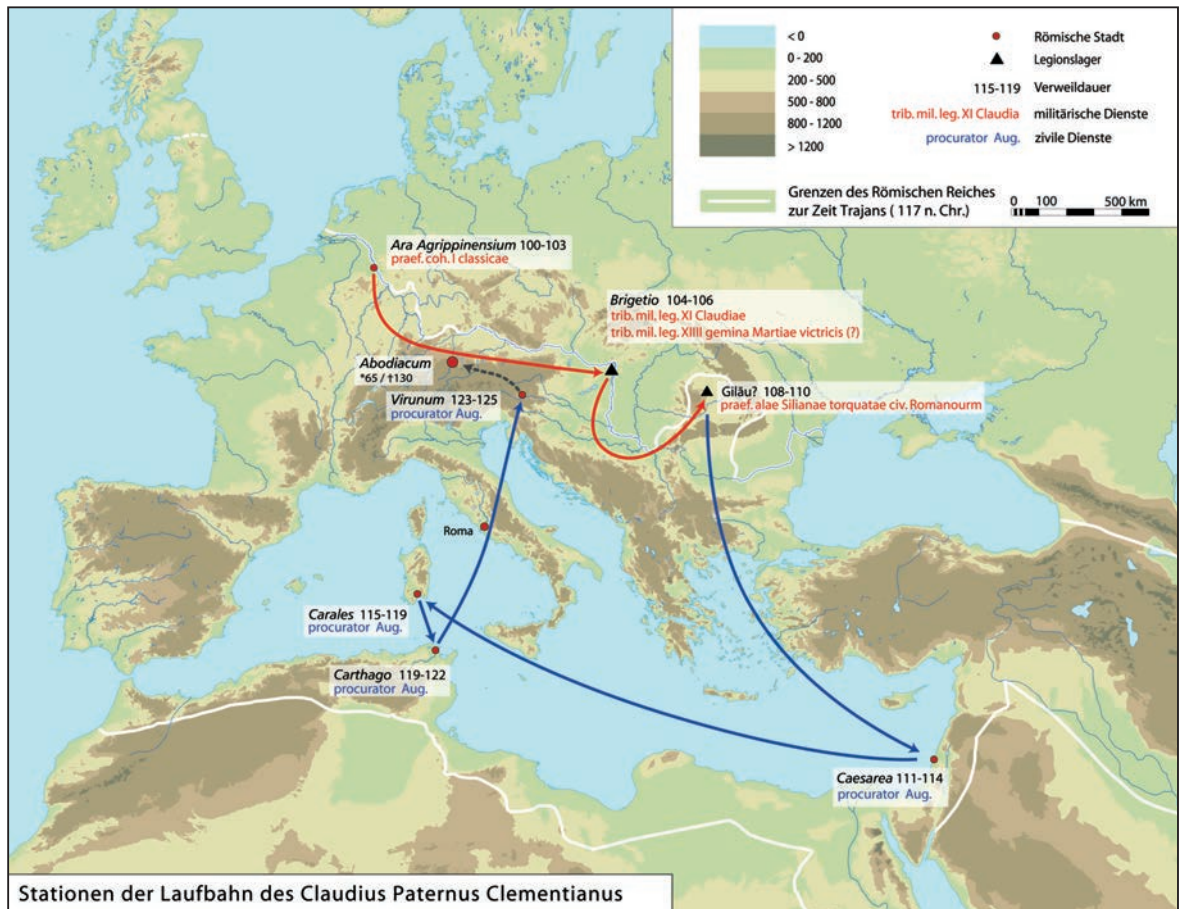 < 0
0 - 200
200 - 500
500 - 800
800 - 1200
> 1200
Römische Stadt
Legionslager
115-119 Verweildauer
trib. mil. leg. XI Claudia militärische Dienste
procurator Aug. zivile Dienste
Grenzen des Römischen Reiches
zur Zeit Trajans ( 117 n. Chr.)
0 100 500 km
Ara Agrippinensium 100-103
praef. coh. I classicae
Brigetio 104-106
trib. mil. leg. XI Claudiae
trib. mil. leg. XIIII gemina Martiae victricis (?)
Abodiacum
*65 / †130
Virunum 123-125
procurator Aug.
Gilău? 108-110
praef. alae Silianae torquatae civ. Romanourm
Roma
Carales 115-119
procurator Aug.
Carthago 119-122
procurator Aug.
Caesarea 111-114
procurator Aug.
Stationen der Laufbahn des Claudius Paternus Clementianus